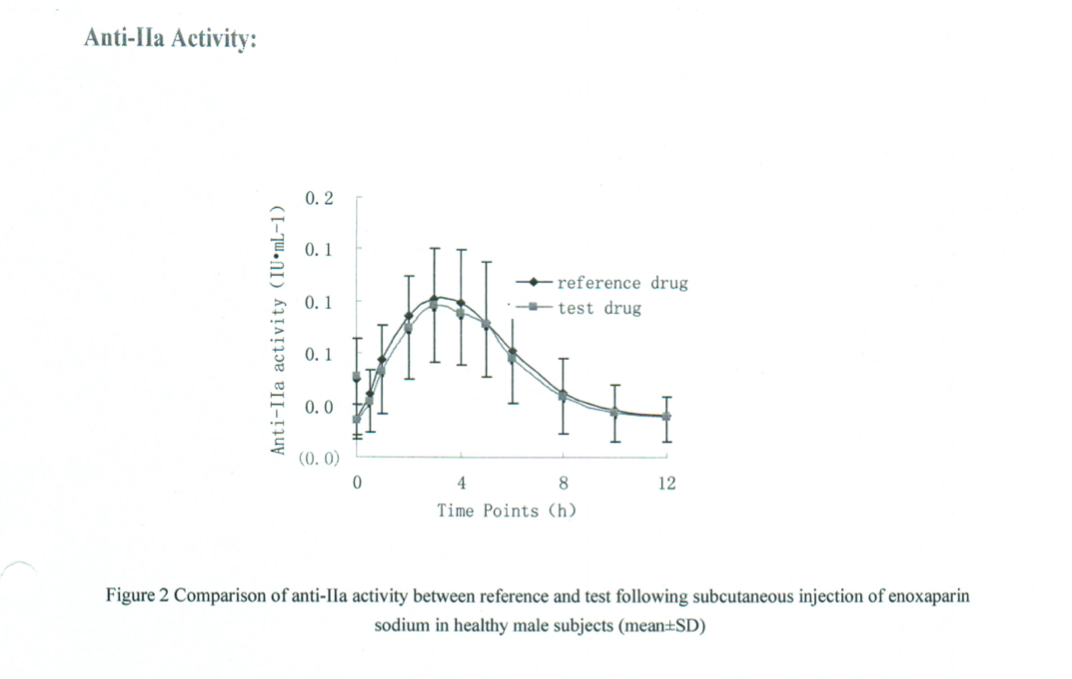 Anti-IIa Activity:
0.2
0.1
0.1
0.1
0.0
(0.0)
Anti-IIa activity (IU•mL-1)
reference drug
test drug
0 4 8 12
Time Points (h)
Figure 2 Comparison of anti-IIa activity between reference and test following subcutaneous injection of enoxaparin
sodium in healthy male subjects (mean±SD)